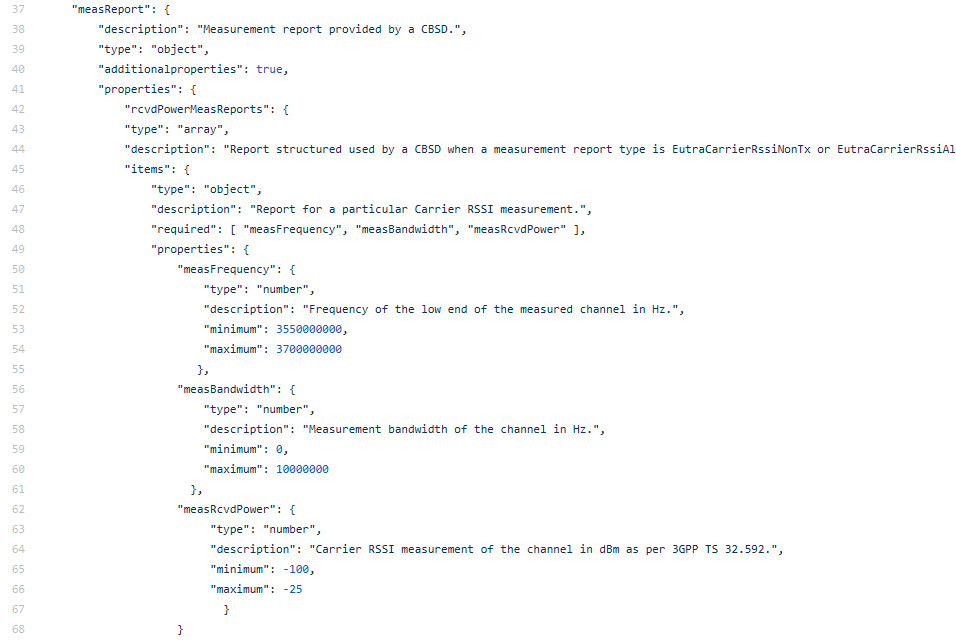 37 "measReport": {
38 "description": "Measurement report provided by a CBSD.",
39 "type": "object",
40 "additionalproperties": true,
41 "properties": {
42 "rcvdPowerMeasReports": {
43 "type": "array",
44 "description": "Report structured used by a CBSD when a measurement report type is EutraCarrierRssiNonTx or EutraCarrierRssiAl
45 "items": {
46 "type": "object",
47 "description": "Report for a particular Carrier RSSI measurement.",
48 "required": [ "measFrequency", "measBandwidth", "measRcvdPower" ],
49 "properties": {
50 "measFrequency": {
51 "type": "number",
52 "description": "Frequency of the low end of the measured channel in Hz.",
53 "minimum": 3550000000,
54 "maximum": 3700000000
55 },
56 "measBandwidth": {
57 "type": "number",
58 "description": "Measurement bandwidth of the channel in Hz.",
59 "minimum": 0,
60 "maximum": 10000000
61 },
62 "measRcvdPower": {
63 "type": "number",
64 "description": "Carrier RSSI measurement of the channel in dBm as per 3GPP TS 32.592.",
65 "minimum": -100,
66 "maximum": -25
67 }
68 }